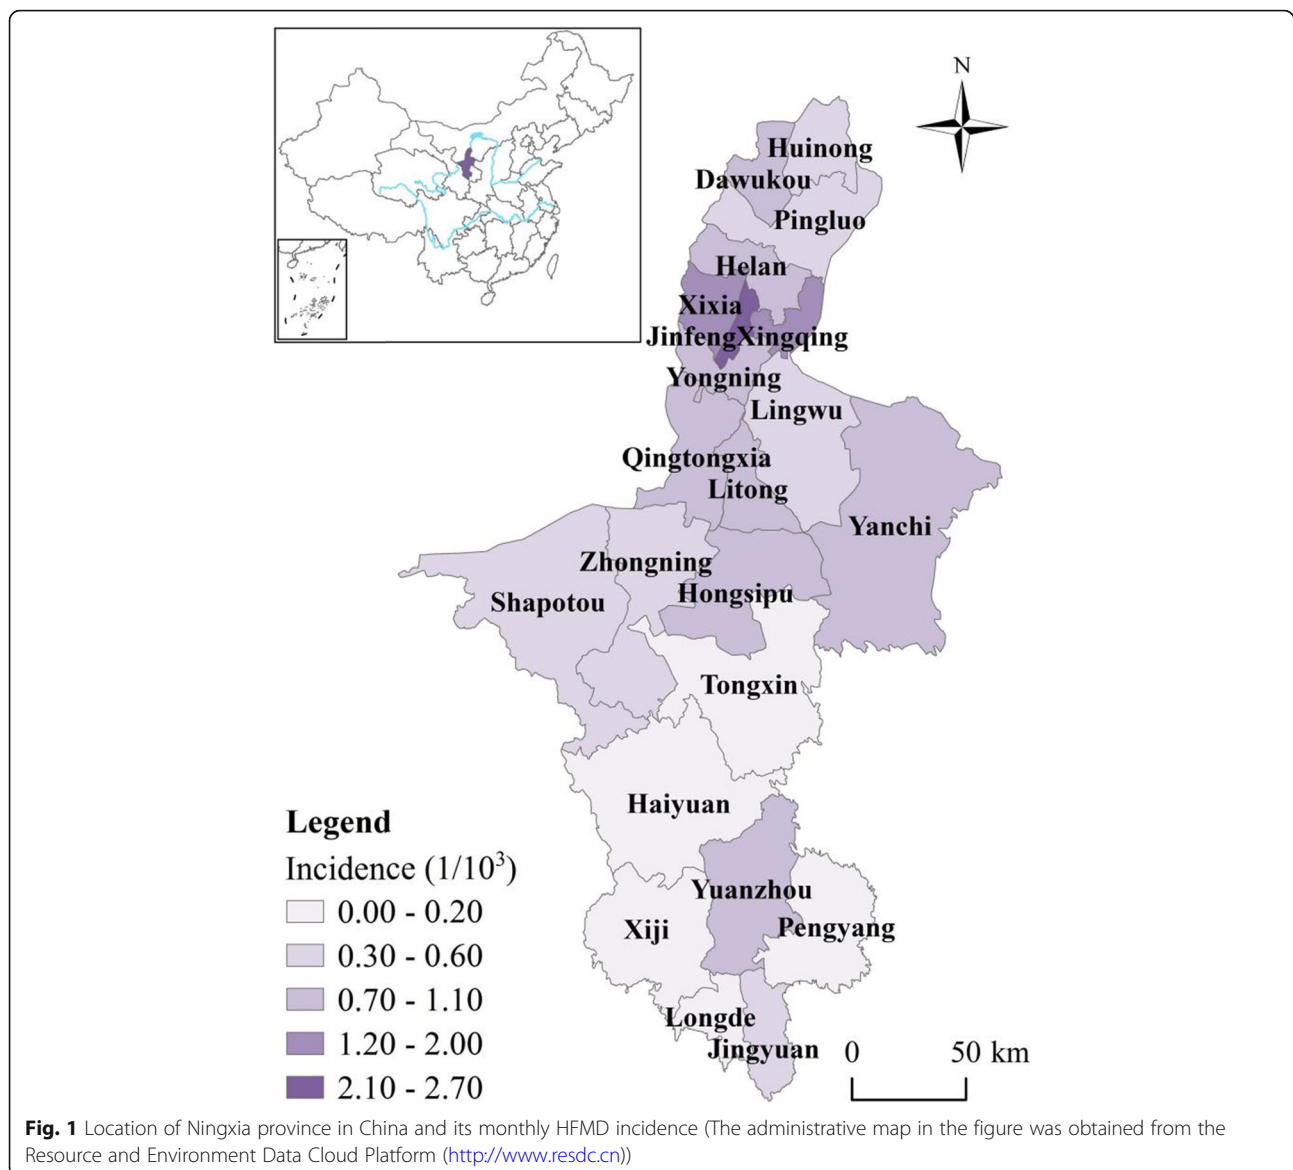 N
Huinong
Dawukou
Pingluo
Helan
Xixia
JinfengXingqing
Yongning
Lingwu
Qingtongxia
Litong
Yanchi
Zhongning
Hongsipu
Shapotou
Tongxin
Haiyuan
Yuanzhou
Xiji
Pengyang
Longde
Jingyuan
0 50 km
Legend
Incidence (1/10³)
0.00 - 0.20
0.30 - 0.60
0.70 - 1.10
1.20 - 2.00
2.10 - 2.70
Fig. 1 Location of Ningxia province in China and its monthly HFMD incidence (The administrative map in the figure was obtained from the
Resource and Environment Data Cloud Platform (http://www.resdc.cn))